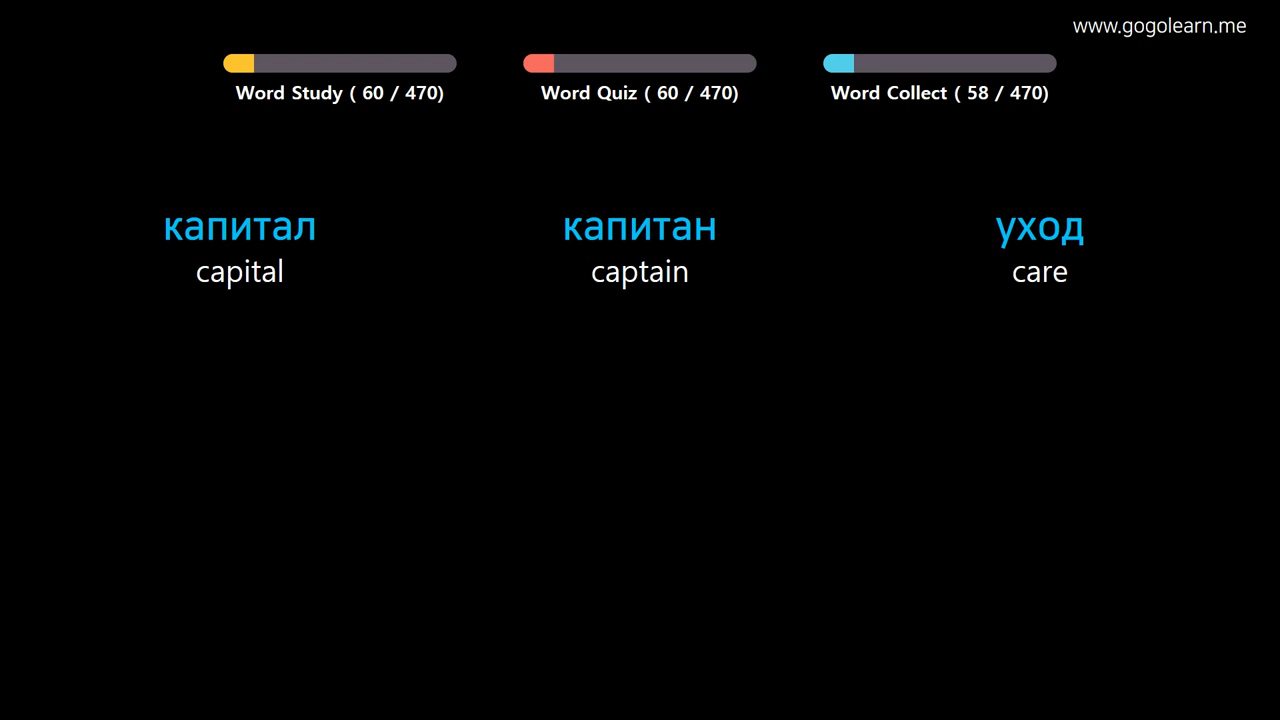 www.gogolearn.me
Word Study ( 60 / 470)
Word Quiz ( 60 / 470)
Word Collect ( 58 / 470)
капитал
capital
капитан
captain
уход
care